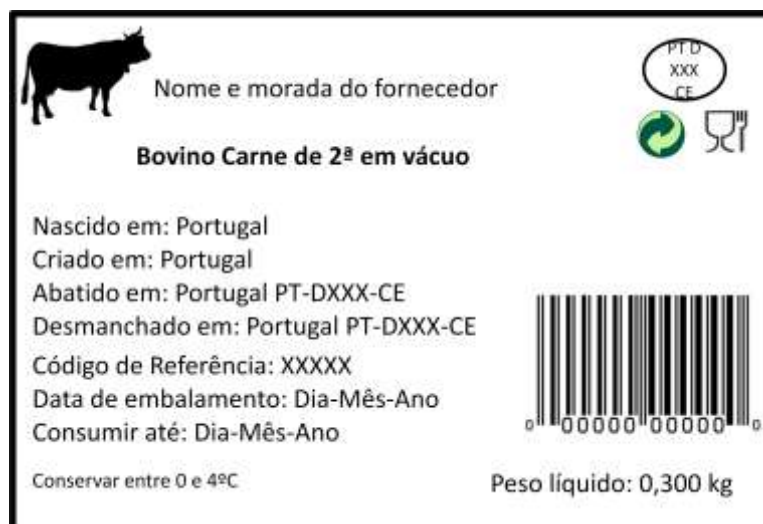 Nome e morada do fornecedor
PT D
XXX
CE
Bovino Carne de 2ª em vácuo
Nascido em: Portugal
Criado em: Portugal
Abatido em: Portugal PT-DXXX-CE
Desmanchado em: Portugal PT-DXXX-CE
Código de Referência: XXXXX
Data de embalamento: Dia-Mês-Ano
Consumir até: Dia-Mês-Ano
0 00000 00000 0
Conservar entre 0 e 4ºC
Peso líquido: 0,300 kg